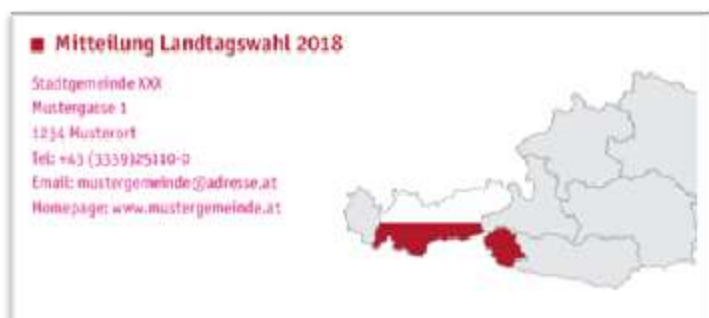 Mitteilung Landtagswahl 2018
Stadtgemeinde XXX
Mustergasse 1
1234 Musterort
Tel: +43 (3339)25110-0
Email: mustergemeinde@adresse.at
Homepage: www.mustergemeinde.at